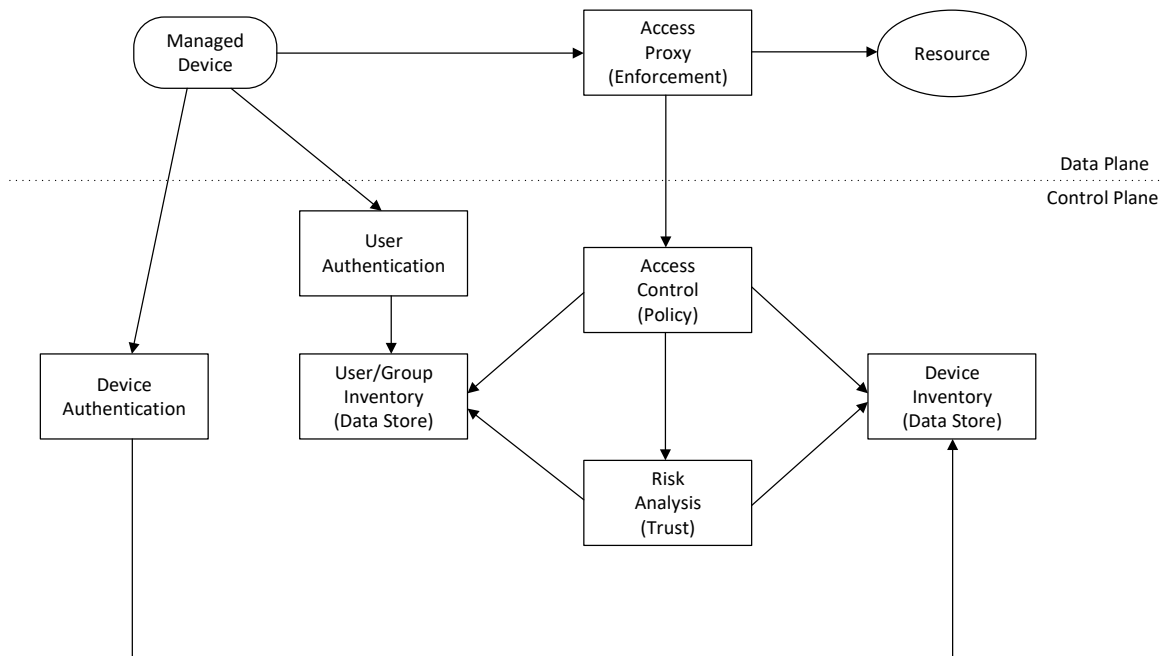 Managed
Device
Access
Proxy
(Enforcement)
Resource
Data Plane
Control Plane
User
Authentication
Access
Control
(Policy)
Device
Authentication
User/Group
Inventory
(Data Store)
Device
Inventory
(Data Store)
Risk
Analysis
(Trust)